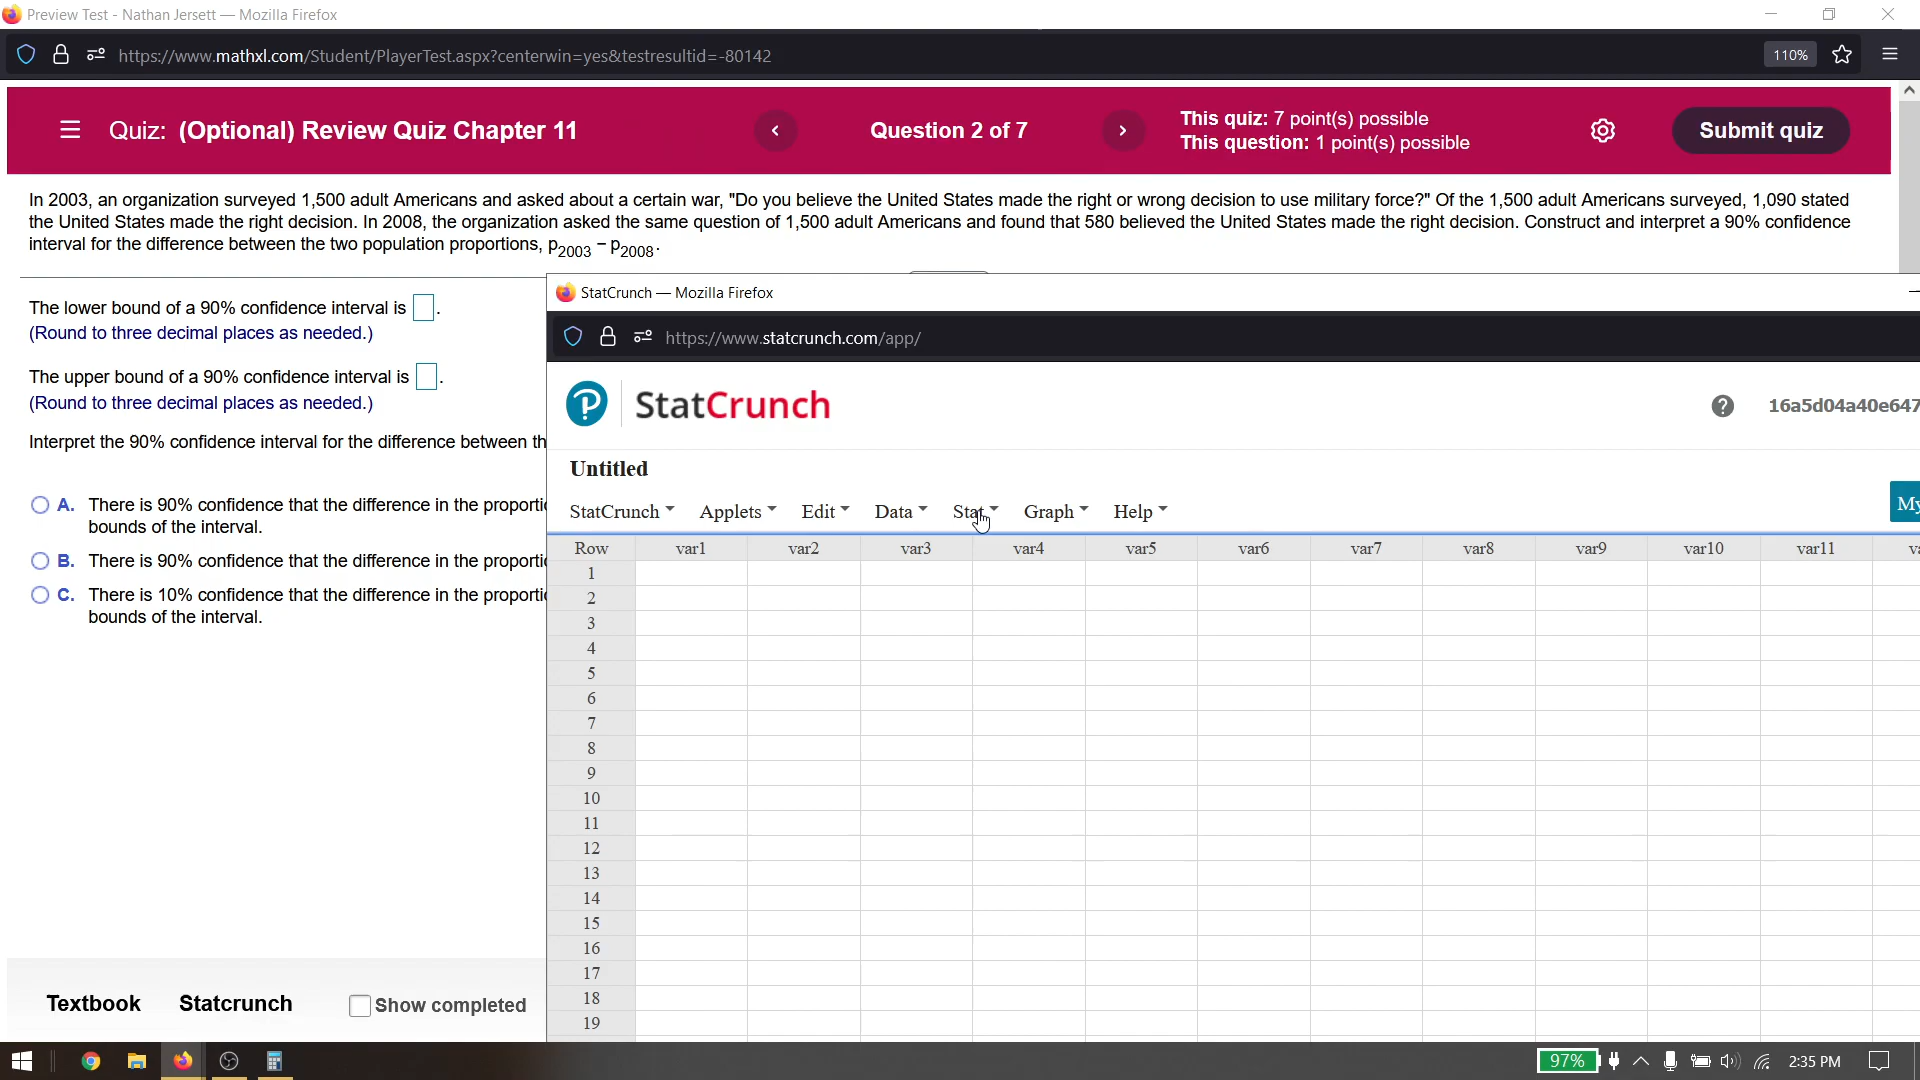 Preview Test - Nathan Jersett — Mozilla Firefox
https://www.mathxl.com/Student/PlayerTest.aspx?centerwin=yes&testresultid=-80142
110%
Quiz: (Optional) Review Quiz Chapter 11
Question 2 of 7
This quiz: 7 point(s) possible
This question: 1 point(s) possible
Submit quiz
In 2003, an organization surveyed 1,500 adult Americans and asked about a certain war, "Do you believe the United States made the right or wrong decision to use military force?" Of the 1,500 adult Americans surveyed, 1,090 stated
the United States made the right decision. In 2008, the organization asked the same question of 1,500 adult Americans and found that 580 believed the United States made the right decision. Construct and interpret a 90% confidence
interval for the difference between the two population proportions, p2003 − p2008.
The lower bound of a 90% confidence interval is .
(Round to three decimal places as needed.)
The upper bound of a 90% confidence interval is .
(Round to three decimal places as needed.)
Interpret the 90% confidence interval for the difference between th
A. There is 90% confidence that the difference in the proporti
bounds of the interval.
B. There is 90% confidence that the difference in the proporti
C. There is 10% confidence that the difference in the proporti
bounds of the interval.
Textbook Statcrunch Show completed
StatCrunch — Mozilla Firefox
https://www.statcrunch.com/app/
StatCrunch
16a5d04a40e647
Untitled
StatCrunch Applets Edit Data Stat Graph Help
My
Row var1 var2 var3 var4 var5 var6 var7 var8 var9 var10 var11 va
1
2
3
4
5
6
7
8
9
10
11
12
13
14
15
16
17
18
19
97%
2:35 PM